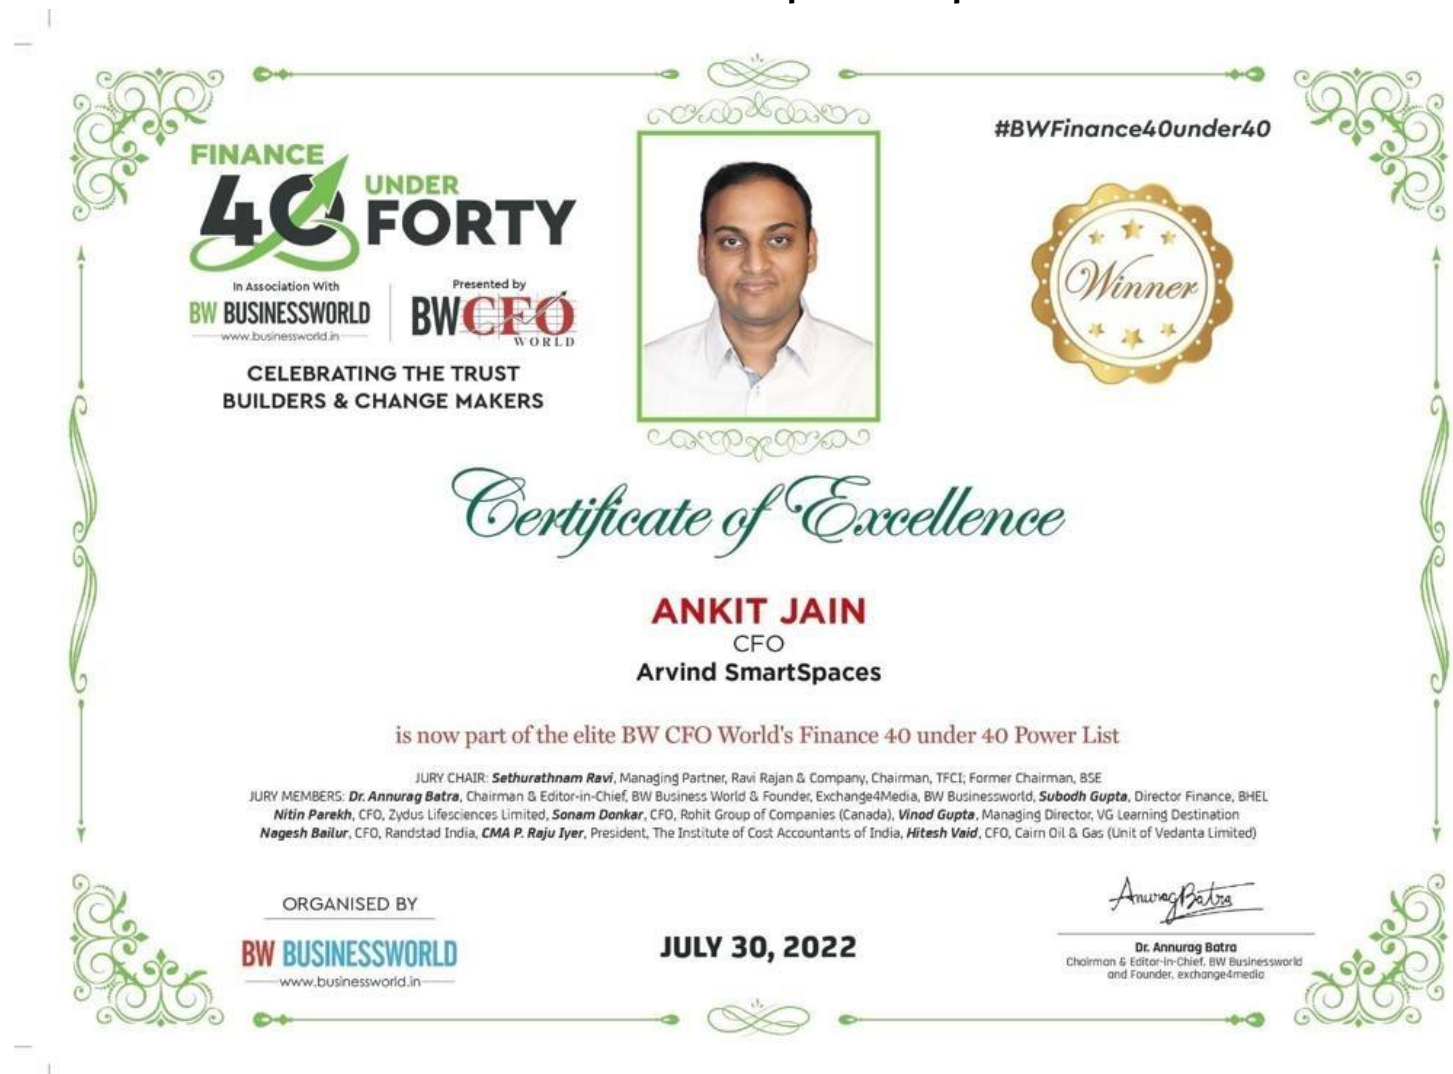 #BWFinance40under40
FINANCE
40 UNDER
FORTY
In Association With
BW BUSINESSWORLD
www.businessworld.in
Presented by
BW CFO
WORLD
CELEBRATING THE TRUST
BUILDERS & CHANGE MAKERS
Winner
Certificate of Excellence
ANKIT JAIN
CFO
Arvind SmartSpaces
is now part of the elite BW CFO World's Finance 40 under 40 Power List
JURY CHAIR: Sethurathnam Ravi, Managing Partner, Ravi Rajan & Company, Chairman, TFCI; Former Chairman, BSE
JURY MEMBERS: Dr. Annurag Batra, Chairman & Editor-in-Chief, BW Business World & Founder, Exchange4Media, BW Businessworld, Subodh Gupta, Director Finance, BHEL
Nitin Parekh, CFO, Zydus Lifesciences Limited, Sonam Donkar, CFO, Rohit Group of Companies (Canada), Vinod Gupta, Managing Director, VG Learning Destination
Nagesh Bailur, CFO, Randstad India, CMA P. Raju Iyer, President, The Institute of Cost Accountants of India, Hitesh Vaid, CFO, Cairn Oil & Gas (Unit of Vedanta Limited)
ORGANISED BY
BW BUSINESSWORLD
www.businessworld.in
JULY 30, 2022
Anurag Batra
Dr. Annurag Batra
Chairman & Editor-in-Chief, BW Businessworld
and Founder, exchange4media